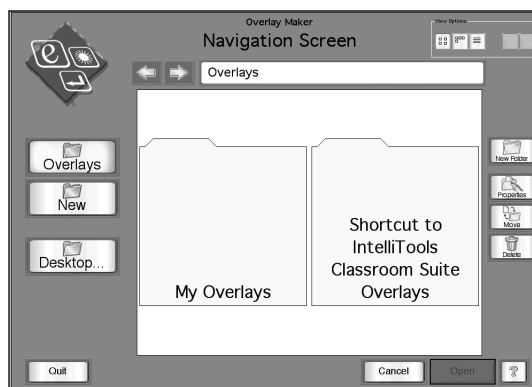 Overlay Maker
Navigation Screen
View Options
Overlays
Overlays
New
Desktop...
My Overlays
Shortcut to
IntelliTools
Classroom Suite
Overlays
New Folder
Properties
Move
Delete
Quit
Cancel
Open
?